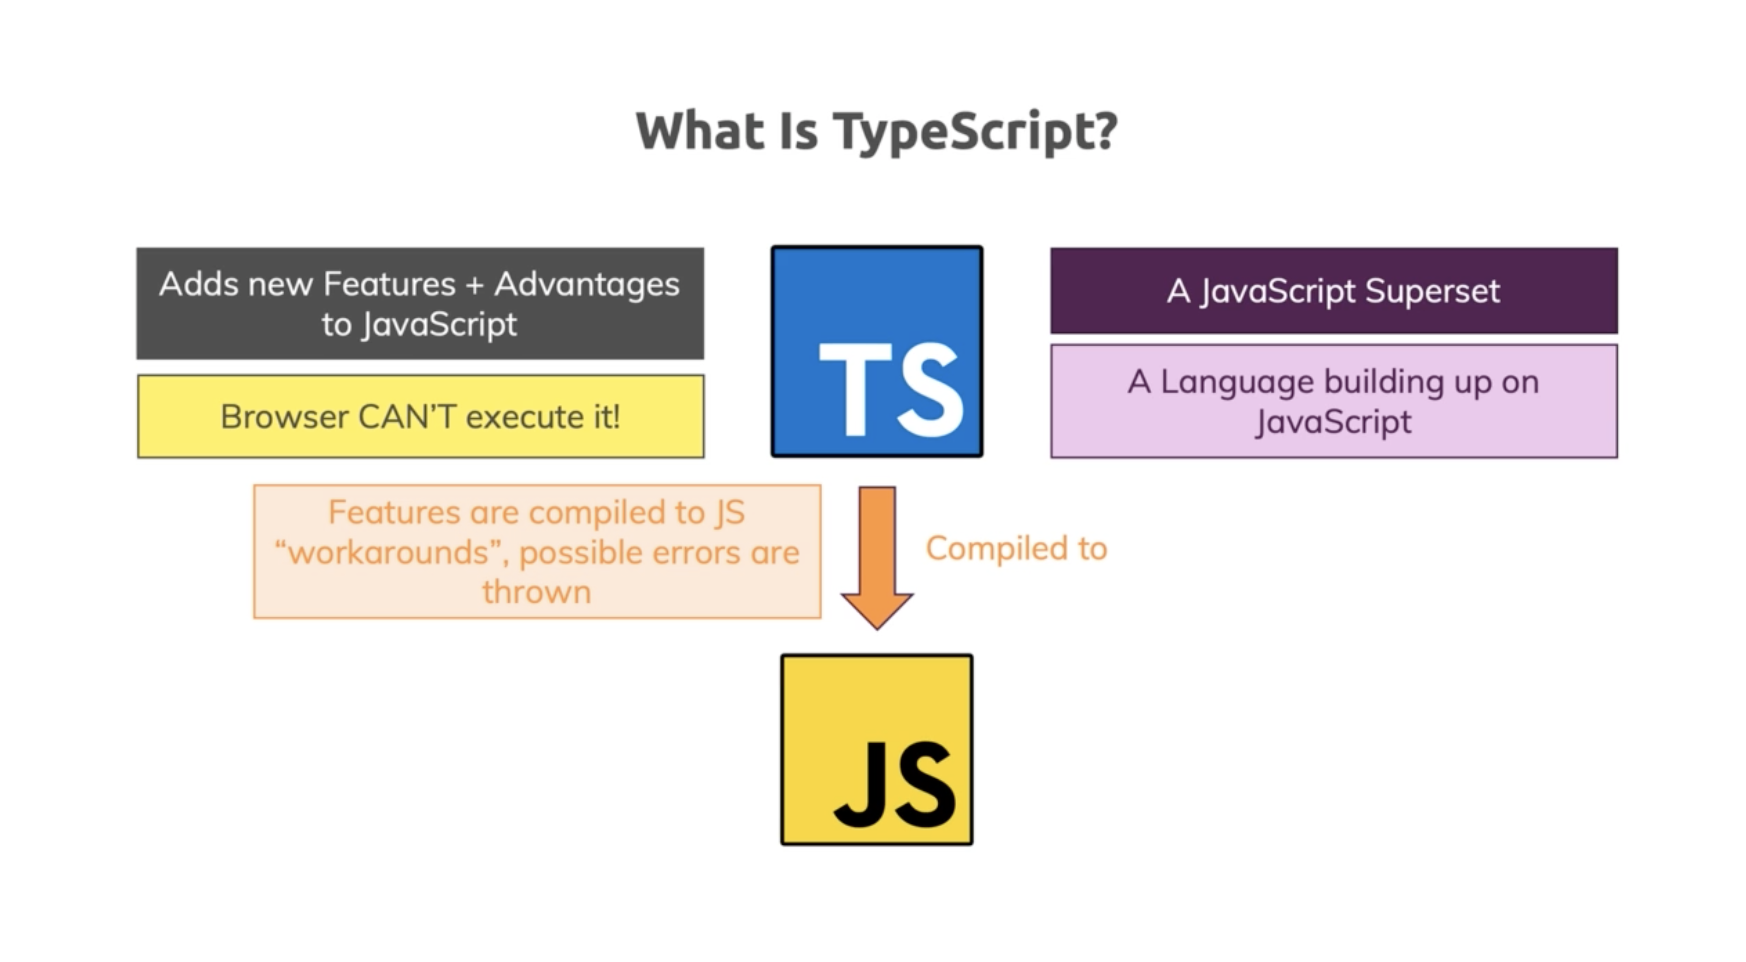 What Is TypeScript?
Adds new Features + Advantages
to JavaScript
Browser CAN’T execute it!
TS
A JavaScript Superset
A Language building up on
JavaScript
Features are compiled to JS
“workarounds”, possible errors are
thrown
Compiled to
JS